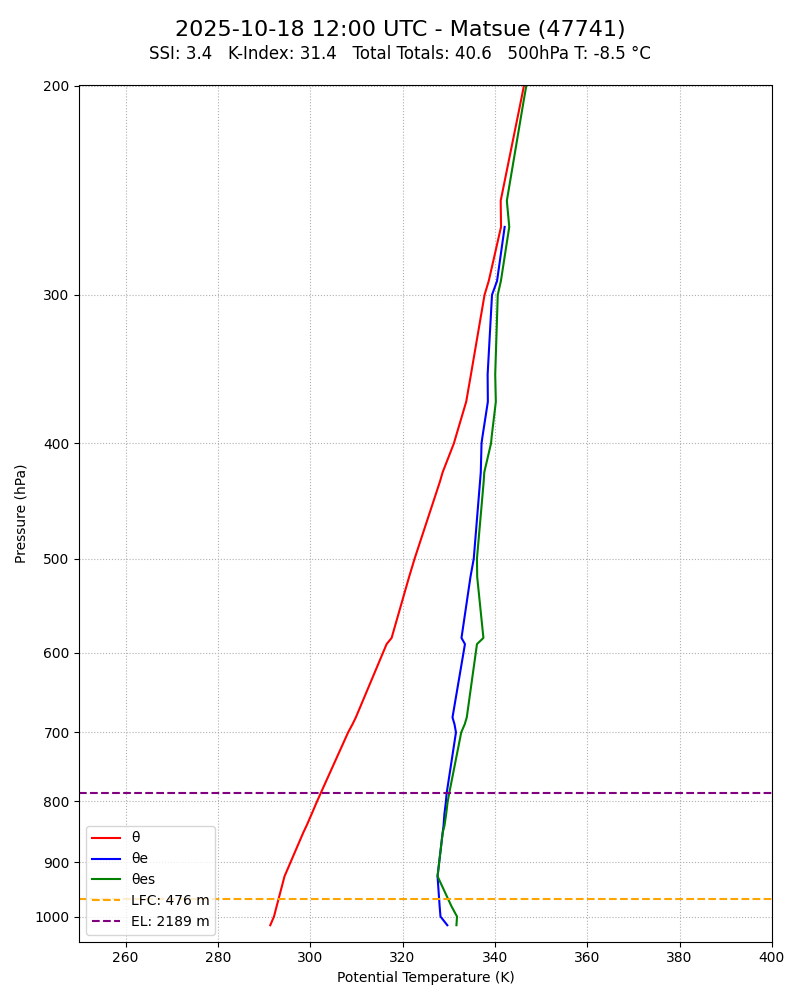 2025-10-18 12:00 UTC - Matsue (47741)
SSI: 3.4   K-Index: 31.4   Total Totals: 40.6   500hPa T: -8.5 °C
200
300
400
500
600
700
800
900
1000
Pressure (hPa)
θ
θe
θes
LFC: 476 m
EL: 2189 m
260 280 300 320 340 360 380 400
Potential Temperature (K)